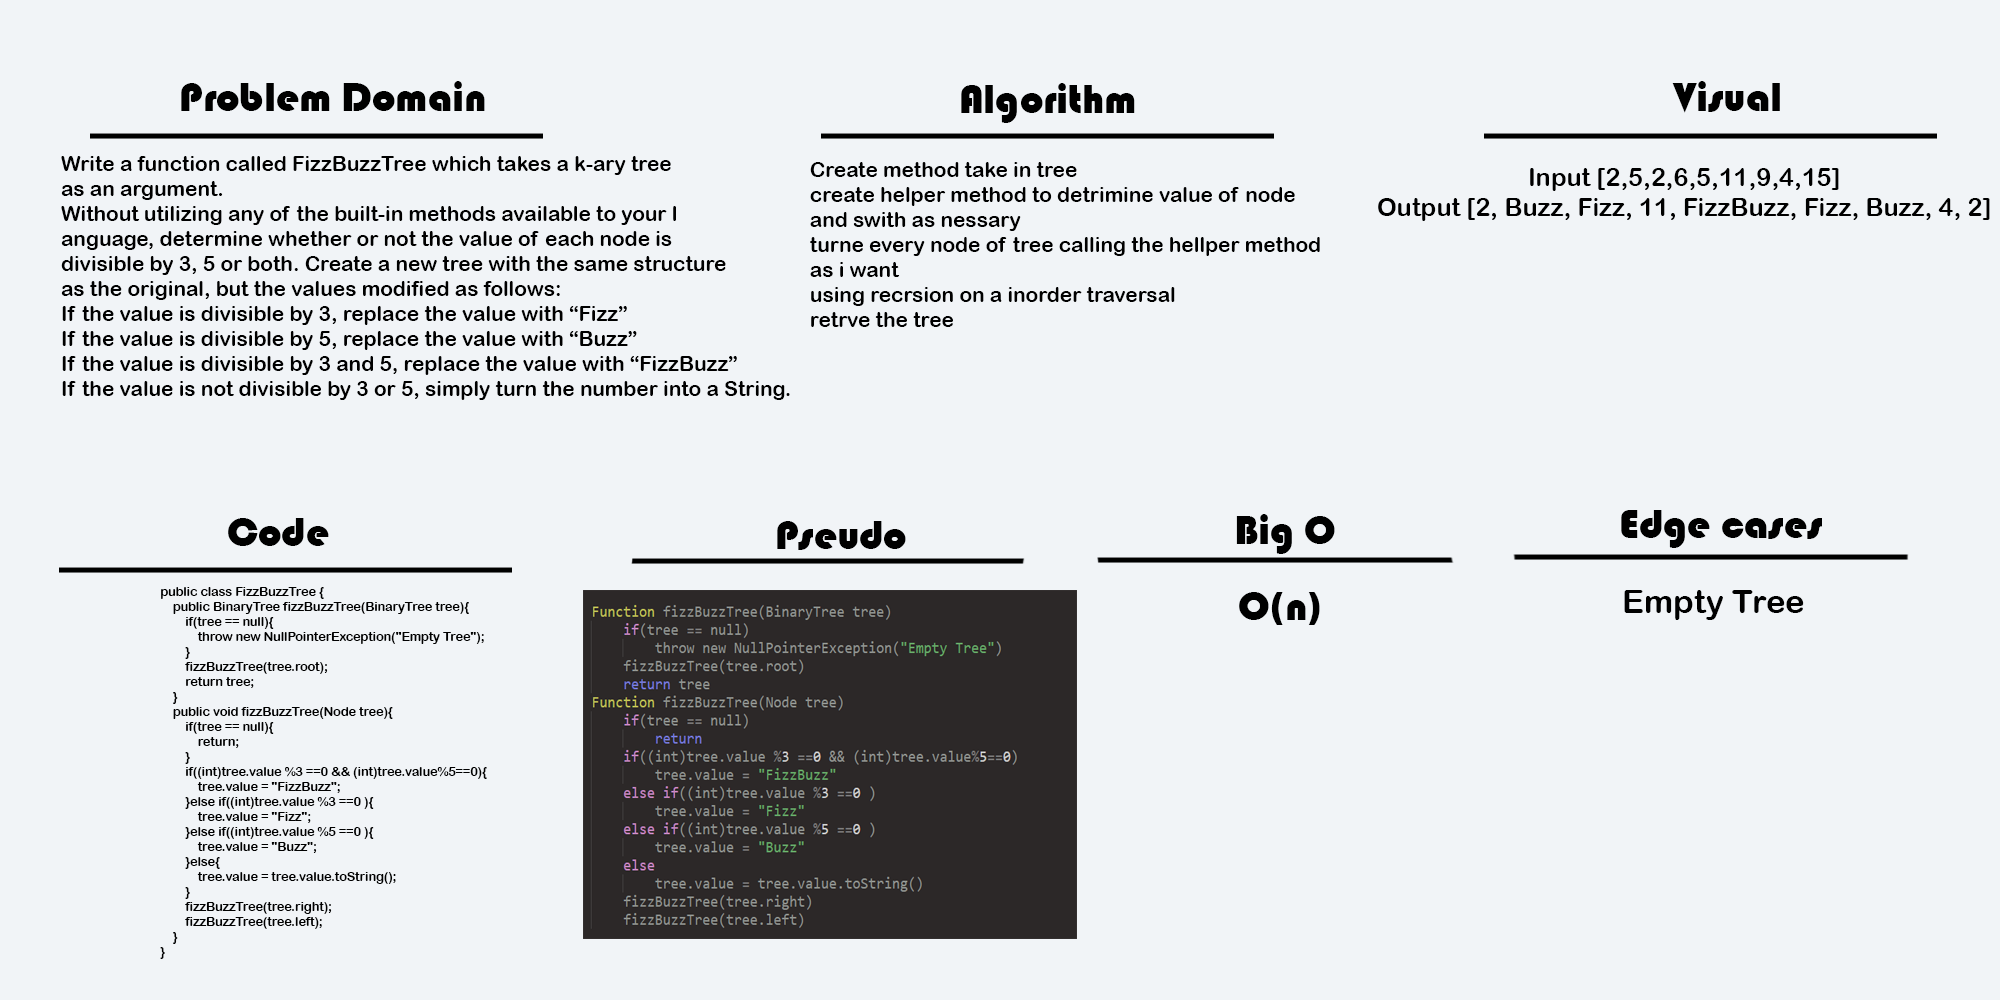 Problem Domain
Write a function called FizzBuzzTree which takes a k-ary tree
as an argument.
Without utilizing any of the built-in methods available to your l
anguage, determine whether or not the value of each node is
divisible by 3, 5 or both. Create a new tree with the same structure
as the original, but the values modified as follows:
If the value is divisible by 3, replace the value with “Fizz”
If the value is divisible by 5, replace the value with “Buzz”
If the value is divisible by 3 and 5, replace the value with “FizzBuzz”
If the value is not divisible by 3 or 5, simply turn the number into a String.
Algorithm
Create method take in tree
create helper method to detrimine value of node
and swith as nessary
turne every node of tree calling the hellper method
as i want
using recrsion on a inorder traversal
retrve the tree
Visual
Input [2,5,2,6,5,11,9,4,15]
Output [2, Buzz, Fizz, 11, FizzBuzz, Fizz, Buzz, 4, 2]
Code
public class FizzBuzzTree {
public BinaryTree fizzBuzzTree(BinaryTree tree){
if(tree == null){
throw new NullPointerException("Empty Tree");
}
fizzBuzzTree(tree.root);
return tree;
}
public void fizzBuzzTree(Node tree){
if(tree == null){
return;
}
if((int)tree.value %3 ==0 && (int)tree.value%5==0){
tree.value = "FizzBuzz";
}else if((int)tree.value %3 ==0 ){
tree.value = "Fizz";
}else if((int)tree.value %5 ==0 ){
tree.value = "Buzz";
}else{
tree.value = tree.value.toString();
}
fizzBuzzTree(tree.right);
fizzBuzzTree(tree.left);
}
}
Pseudo
Function fizzBuzzTree(BinaryTree tree)
if(tree == null)
throw new NullPointerException("Empty Tree")
fizzBuzzTree(tree.root)
return tree
Function fizzBuzzTree(Node tree)
if(tree == null)
return
if((int)tree.value %3 ==0 && (int)tree.value%5==0)
tree.value = "FizzBuzz"
else if((int)tree.value %3 ==0 )
tree.value = "Fizz"
else if((int)tree.value %5 ==0 )
tree.value = "Buzz"
else
tree.value = tree.value.toString()
fizzBuzzTree(tree.right)
fizzBuzzTree(tree.left)
Big O
O(n)
Edge cases
Empty Tree